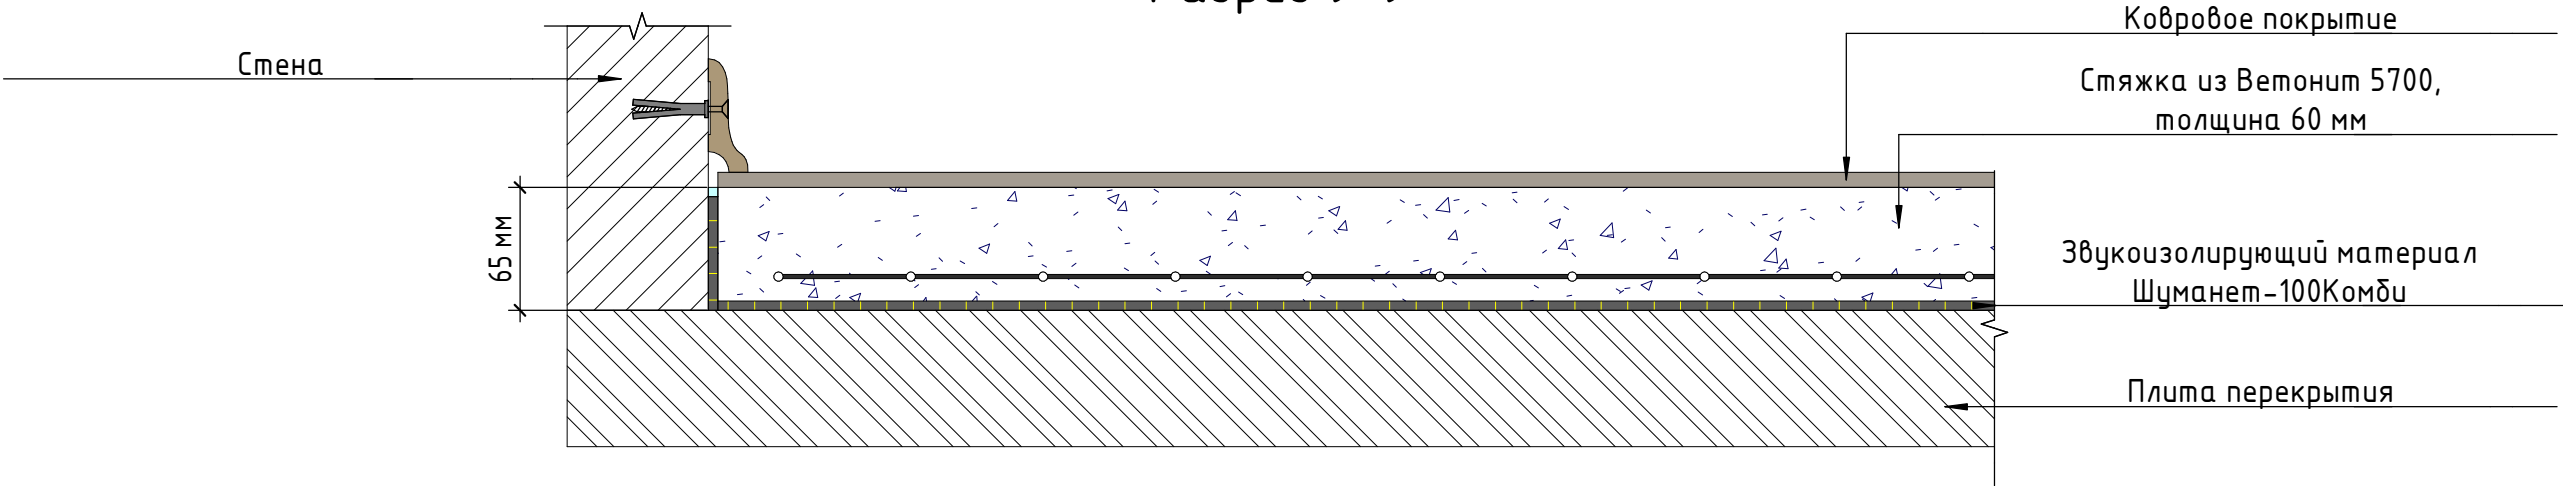 Ковровое покрытие
Стена
Стяжка из Ветонит 5700,
толщина 60 мм
65 мм
Звукоизолирующий материал
Шуманет-100Комби
Плита перекрытия